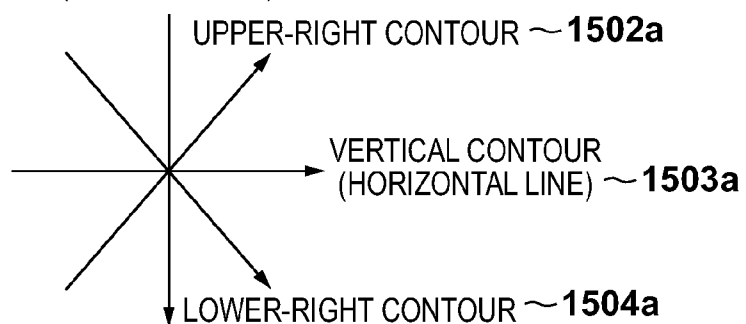 UPPER-RIGHT CONTOUR ~ 1502a
VERTICAL CONTOUR
(HORIZONTAL LINE) ~ 1503a
LOWER-RIGHT CONTOUR ~ 1504a